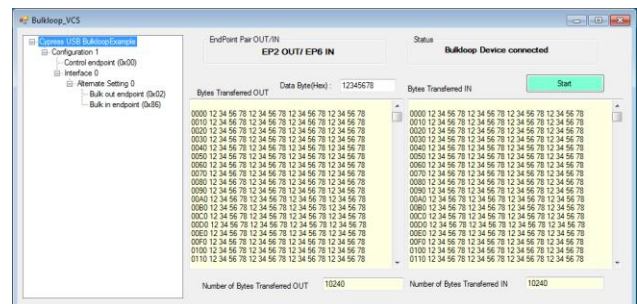 Bulkloop_VCS
Cypress USB BulkloopExample
Configuration 1
Control endpoint (0x00)
Interface 0
Alternate Setting 0
Bulk out endpoint (0x02)
Bulk in endpoint (0x86)
EndPoint Pair OUT/IN
EP2 OUT/ EP6 IN
Status
Bulkloop Device connected
Bytes Transferred OUT
Data Byte(Hex) :
12345678
Bytes Transferred IN
Start
0000 12 34 56 78 12 34 56 78 12 34 56 78 12 34 56 78
0010 12 34 56 78 12 34 56 78 12 34 56 78 12 34 56 78
0020 12 34 56 78 12 34 56 78 12 34 56 78 12 34 56 78
0030 12 34 56 78 12 34 56 78 12 34 56 78 12 34 56 78
0040 12 34 56 78 12 34 56 78 12 34 56 78 12 34 56 78
0050 12 34 56 78 12 34 56 78 12 34 56 78 12 34 56 78
0060 12 34 56 78 12 34 56 78 12 34 56 78 12 34 56 78
0070 12 34 56 78 12 34 56 78 12 34 56 78 12 34 56 78
0080 12 34 56 78 12 34 56 78 12 34 56 78 12 34 56 78
0090 12 34 56 78 12 34 56 78 12 34 56 78 12 34 56 78
00A0 12 34 56 78 12 34 56 78 12 34 56 78 12 34 56 78
00B0 12 34 56 78 12 34 56 78 12 34 56 78 12 34 56 78
00C0 12 34 56 78 12 34 56 78 12 34 56 78 12 34 56 78
00D0 12 34 56 78 12 34 56 78 12 34 56 78 12 34 56 78
00E0 12 34 56 78 12 34 56 78 12 34 56 78 12 34 56 78
00F0 12 34 56 78 12 34 56 78 12 34 56 78 12 34 56 78
0100 12 34 56 78 12 34 56 78 12 34 56 78 12 34 56 78
0110 12 34 56 78 12 34 56 78 12 34 56 78 12 34 56 78
0000 12 34 56 78 12 34 56 78 12 34 56 78 12 34 56 78
0010 12 34 56 78 12 34 56 78 12 34 56 78 12 34 56 78
0020 12 34 56 78 12 34 56 78 12 34 56 78 12 34 56 78
0030 12 34 56 78 12 34 56 78 12 34 56 78 12 34 56 78
0040 12 34 56 78 12 34 56 78 12 34 56 78 12 34 56 78
0050 12 34 56 78 12 34 56 78 12 34 56 78 12 34 56 78
0060 12 34 56 78 12 34 56 78 12 34 56 78 12 34 56 78
0070 12 34 56 78 12 34 56 78 12 34 56 78 12 34 56 78
0080 12 34 56 78 12 34 56 78 12 34 56 78 12 34 56 78
0090 12 34 56 78 12 34 56 78 12 34 56 78 12 34 56 78
00A0 12 34 56 78 12 34 56 78 12 34 56 78 12 34 56 78
00B0 12 34 56 78 12 34 56 78 12 34 56 78 12 34 56 78
00C0 12 34 56 78 12 34 56 78 12 34 56 78 12 34 56 78
00D0 12 34 56 78 12 34 56 78 12 34 56 78 12 34 56 78
00E0 12 34 56 78 12 34 56 78 12 34 56 78 12 34 56 78
00F0 12 34 56 78 12 34 56 78 12 34 56 78 12 34 56 78
0100 12 34 56 78 12 34 56 78 12 34 56 78 12 34 56 78
0110 12 34 56 78 12 34 56 78 12 34 56 78 12 34 56 78
Number of Bytes Transferred OUT
10240
Number of Bytes Transferred IN
10240